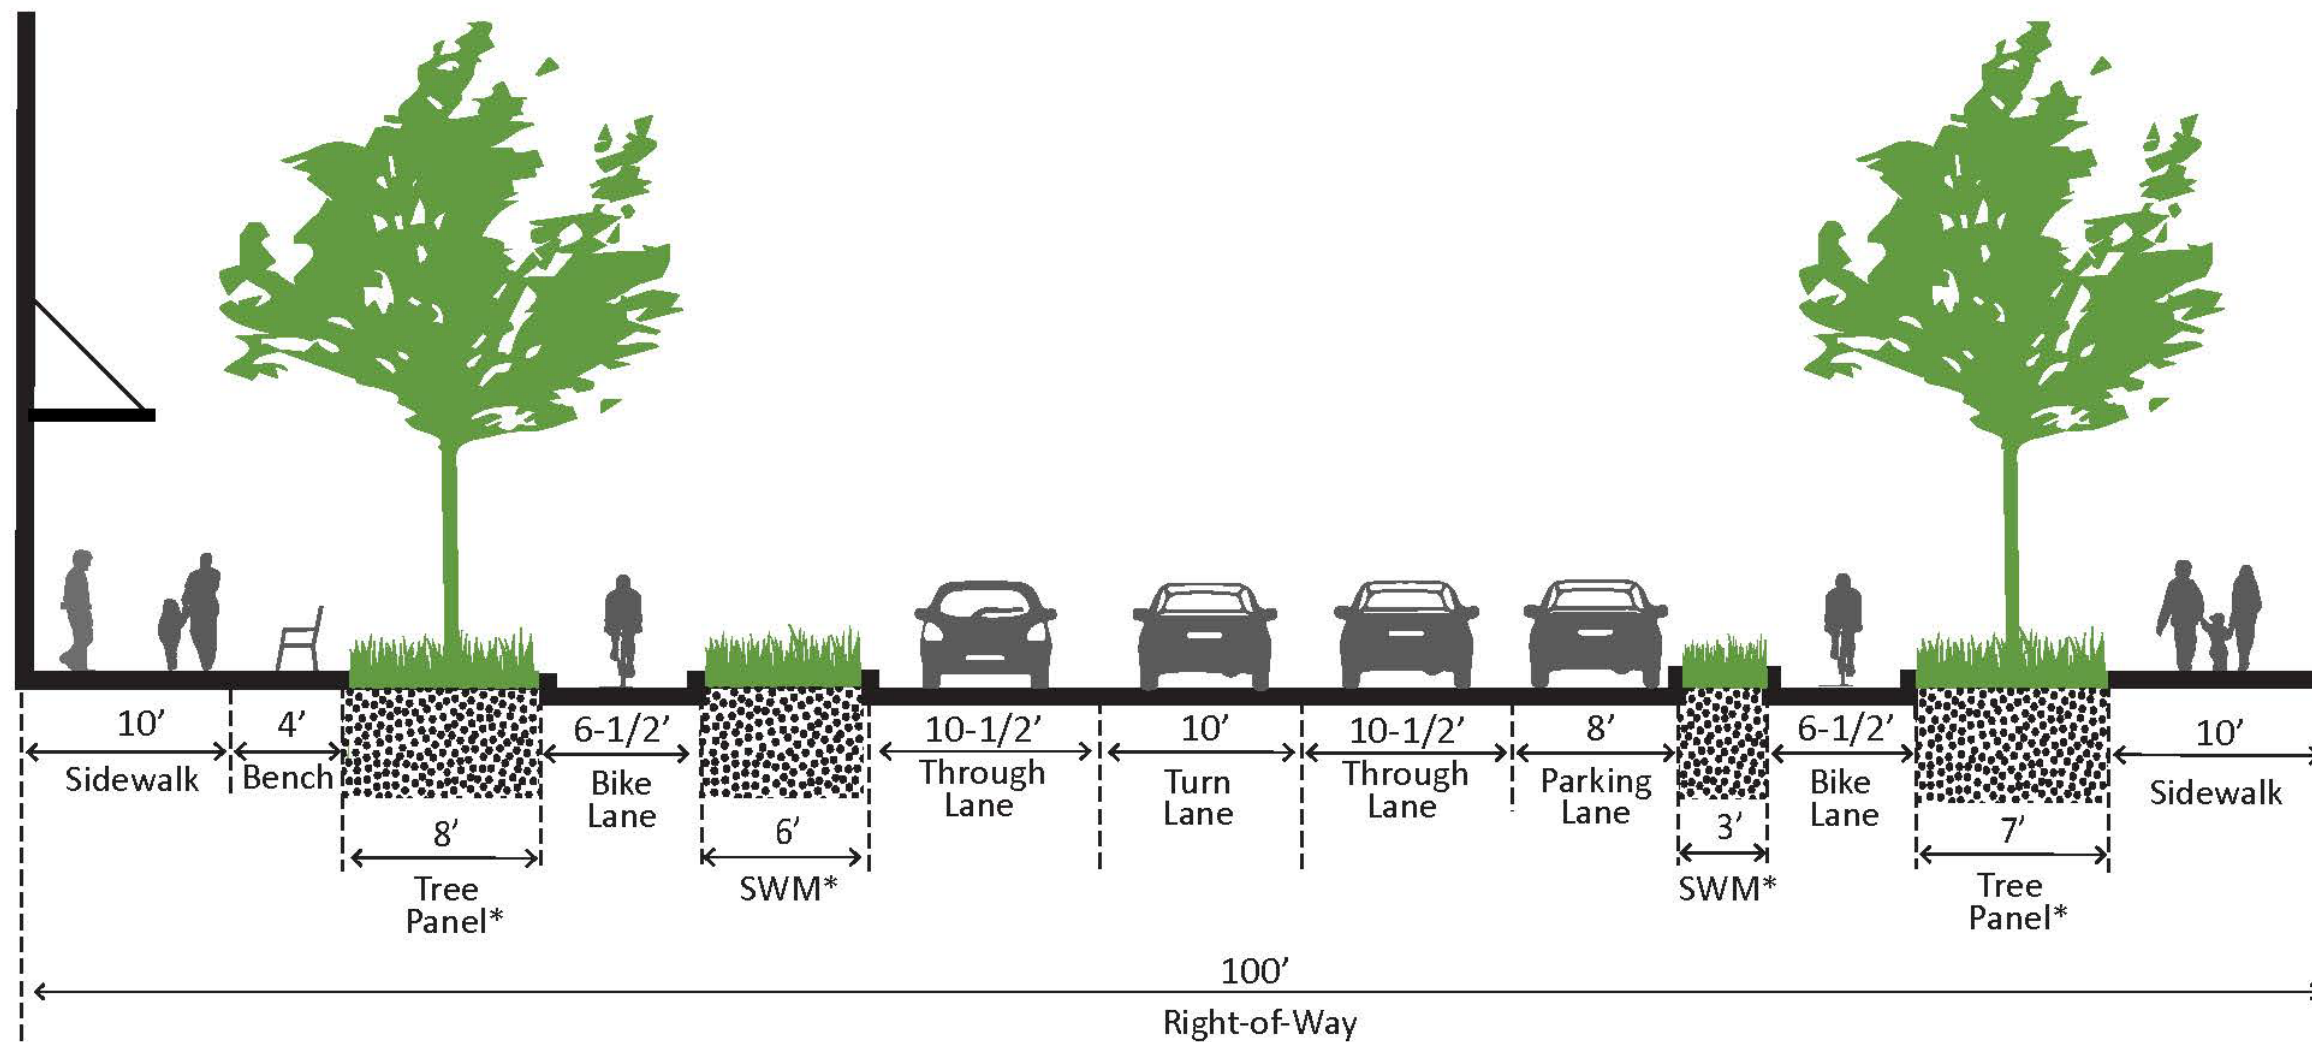 10’
Sidewalk
4’
Bench
8’
Tree
Panel*
6-1/2’
Bike
Lane
6’
SWM*
10-1/2’
Through
Lane
10’
Turn
Lane
10-1/2’
Through
Lane
8’
Parking
Lane
3’
SWM*
6-1/2’
Bike
Lane
7’
Tree
Panel*
10’
Sidewalk
100’
Right-of-Way